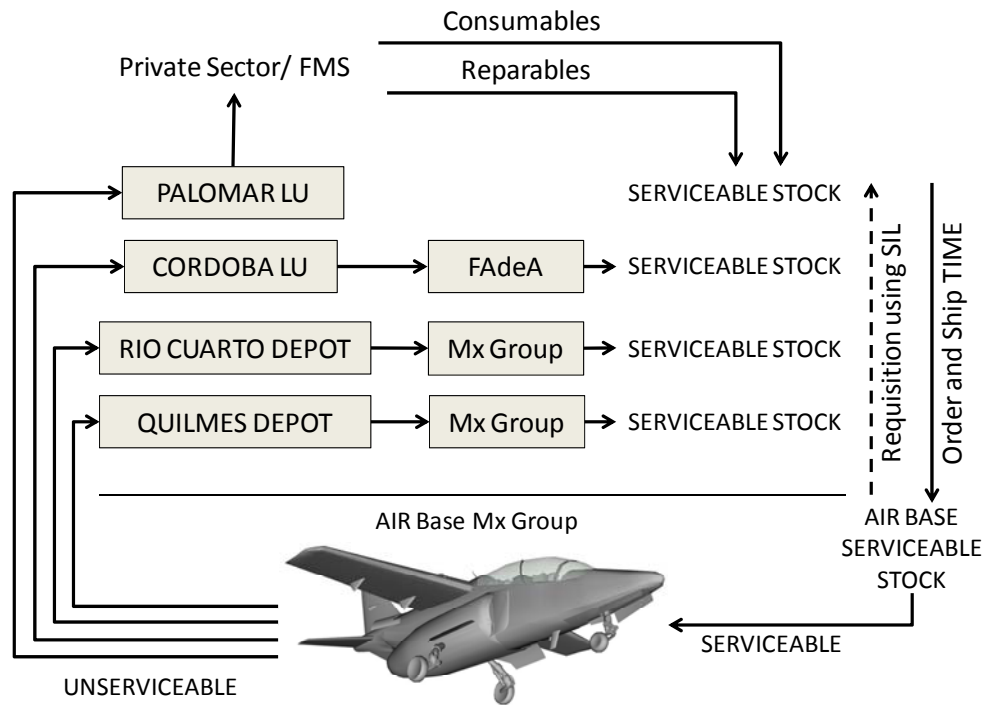 Consumables
Private Sector/ FMS
Reparables
PALOMAR LU
SERVICEABLE STOCK
CORDOBA LU
FAdeA
SERVICEABLE STOCK
RIO CUARTO DEPOT
Mx Group
SERVICEABLE STOCK
QUILMES DEPOT
Mx Group
SERVICEABLE STOCK
Requisition using SIL
Order and Ship TIME
AIR Base Mx Group
AIR BASE
SERVICEABLE
STOCK
SERVICEABLE
UNSERVICEABLE